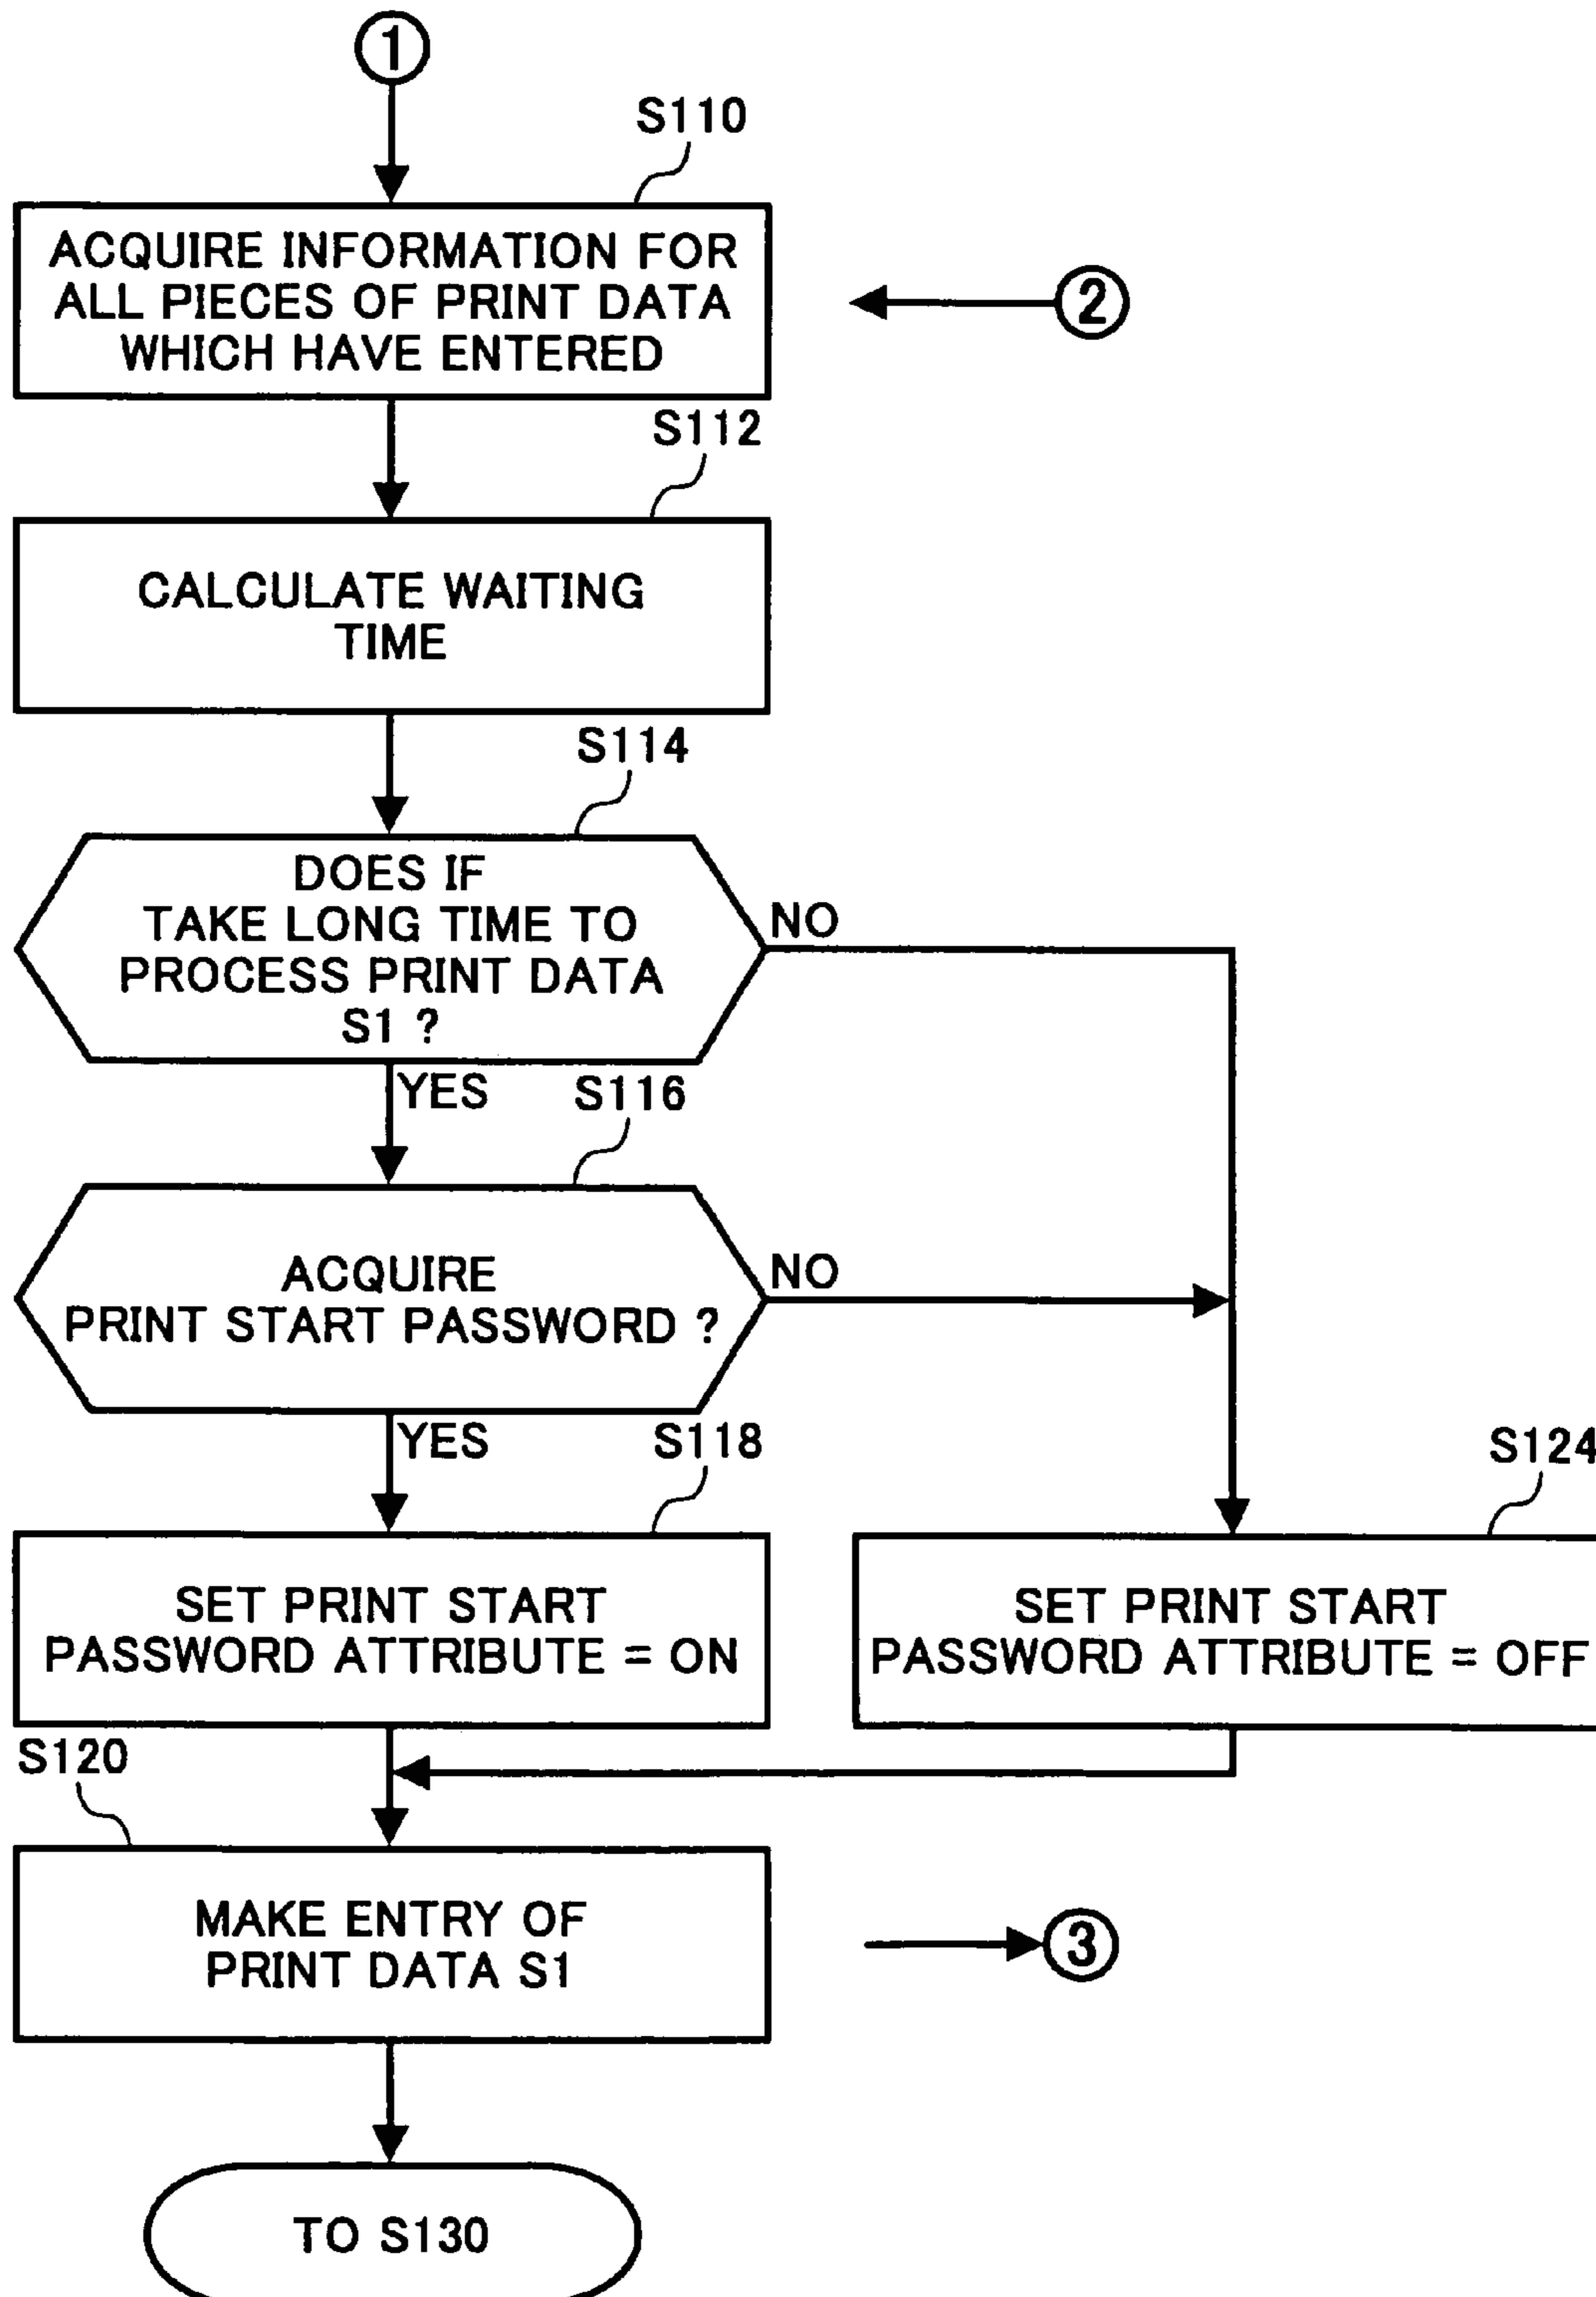 1
S110
ACQUIRE INFORMATION FOR
ALL PIECES OF PRINT DATA
WHICH HAVE ENTERED
2
S112
CALCULATE WAITING
TIME
S114
DOES IF
TAKE LONG TIME TO
PROCESS PRINT DATA
S1 ?
NO
YES
S116
ACQUIRE
PRINT START PASSWORD ?
NO
YES
S118
S124
SET PRINT START
PASSWORD ATTRIBUTE = ON
SET PRINT START
PASSWORD ATTRIBUTE = OFF
S120
MAKE ENTRY OF
PRINT DATA S1
3
TO S130